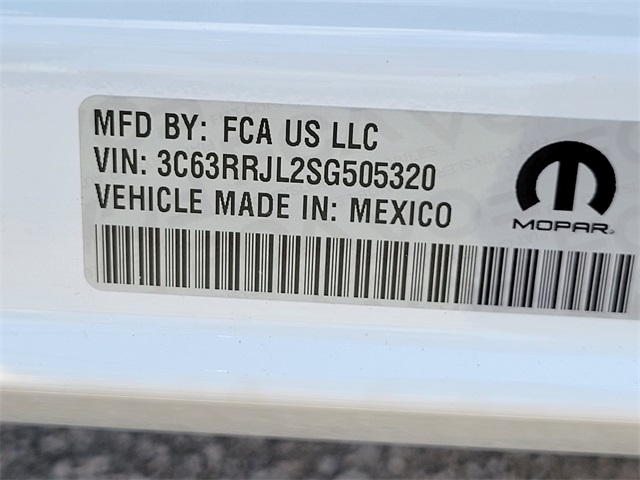 MFD BY: FCA US LLC
VIN: 3C63RRJL2SG505320
VEHICLE MADE IN: MEXICO
MOPAR